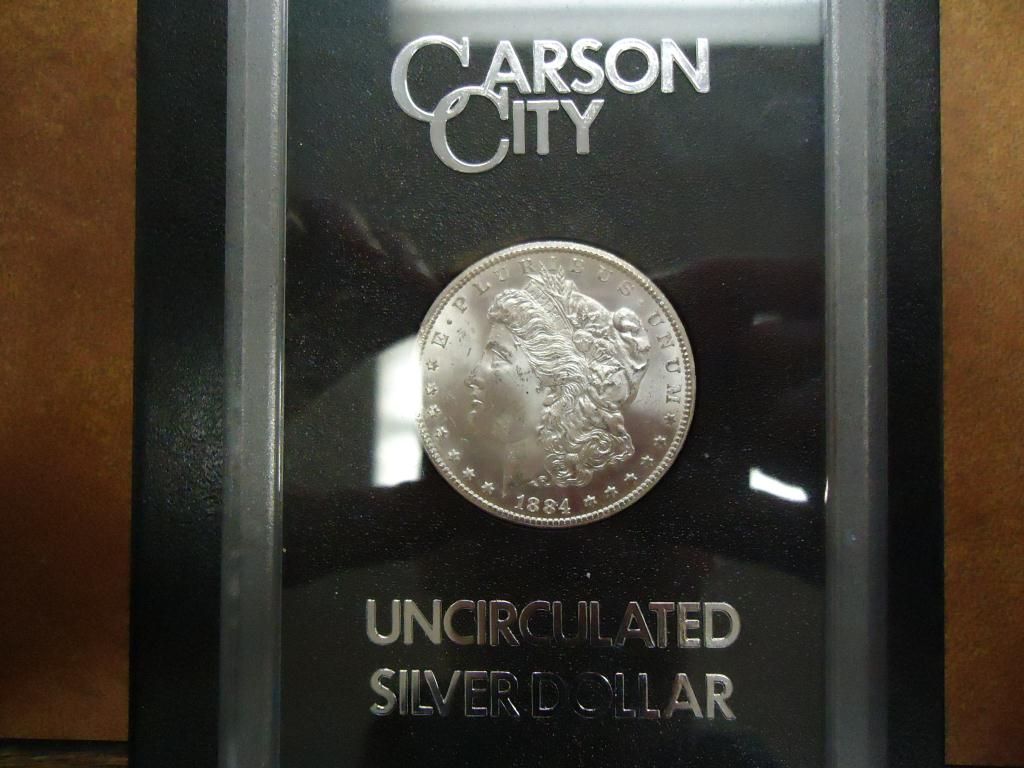 CARSON
CITY
E · PLURIBUS · UNUM
1884
UNCIRCULATED
SILVER DOLLAR